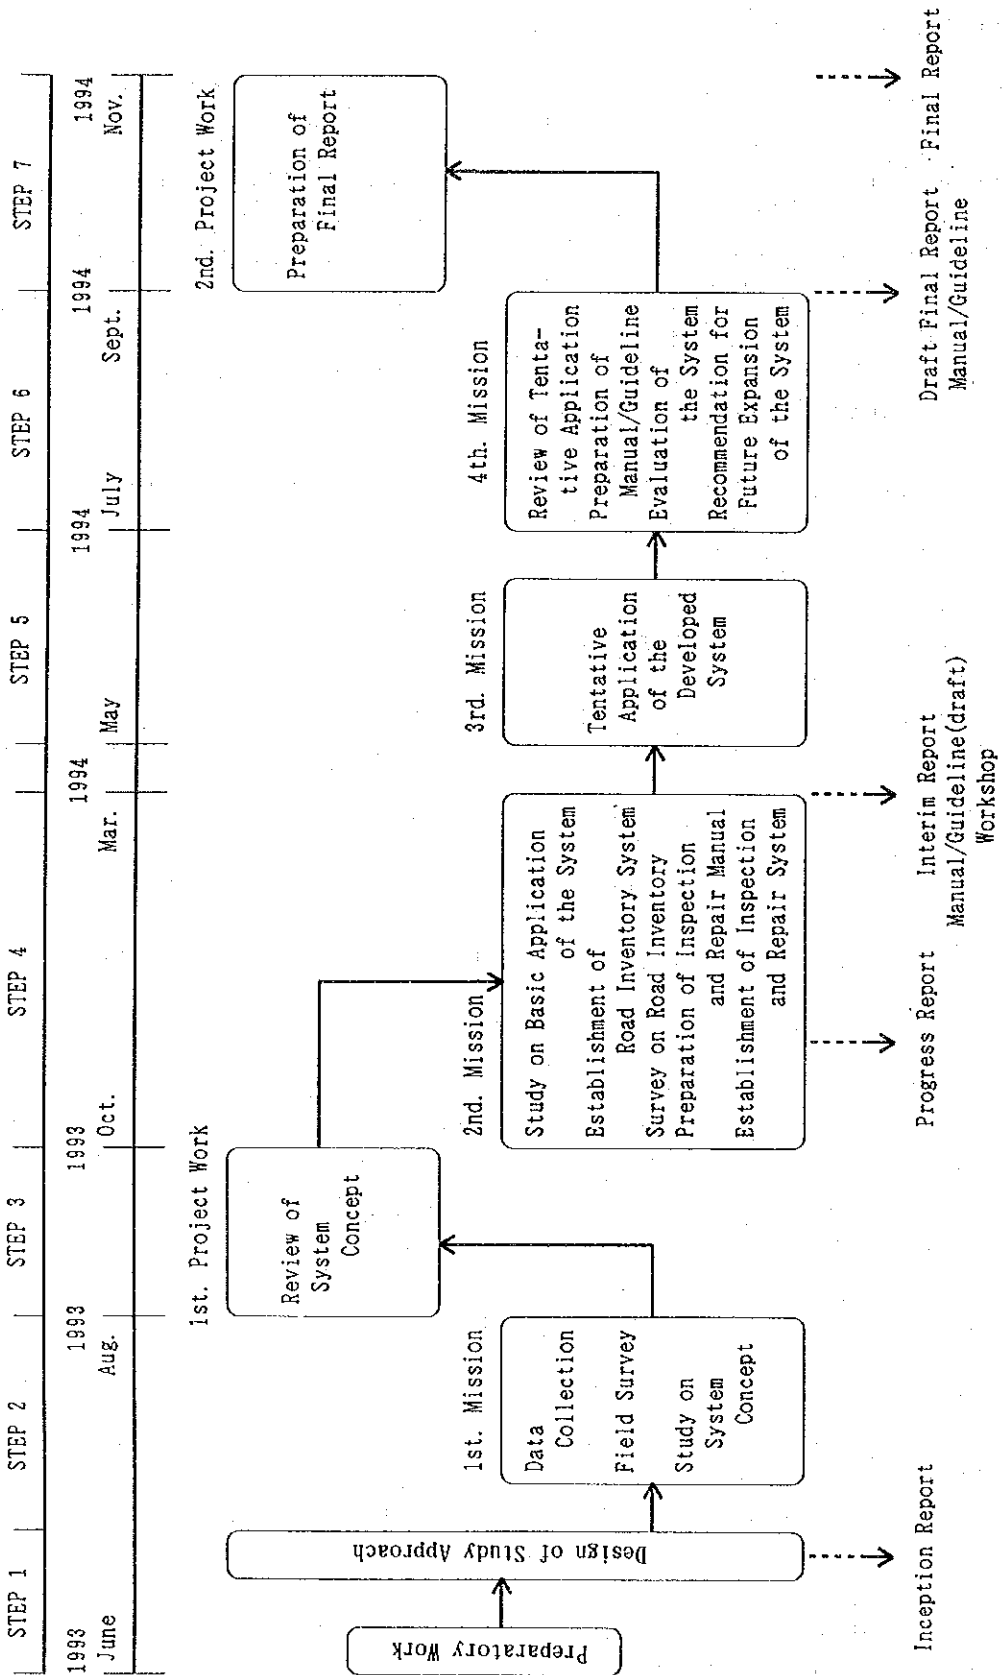 STEP 1
STEP 2
STEP 3
STEP 4
STEP 5
STEP 6
STEP 7
1993
June
1993
Aug.
1993
Oct.
1994
Mar.
May
1994
July
1994
Sept.
1994
Nov.
Preparatory Work
Design of Study Approach
1st. Mission
Data
Collection
Field Survey
Study on
System
Concept
1st. Project Work
Review of
System
Concept
2nd. Mission
Study on Basic Application
of the System
Establishment of
Road Inventory System
Survey on Road Inventory
Preparation of Inspection
and Repair Manual
Establishment of Inspection
and Repair System
3rd. Mission
Tentative
Application
of the
Developed
System
4th. Mission
Review of Tenta-
tive Application
Preparation of
Manual/Guideline
Evaluation of
the System
Recommendation for
Future Expansion
of the System
2nd. Project Work
Preparation of
Final Report
Inception Report
Progress Report
Interim Report
Manual/Guideline(draft)
Workshop
Draft Final Report
Manual/Guideline
Final Report